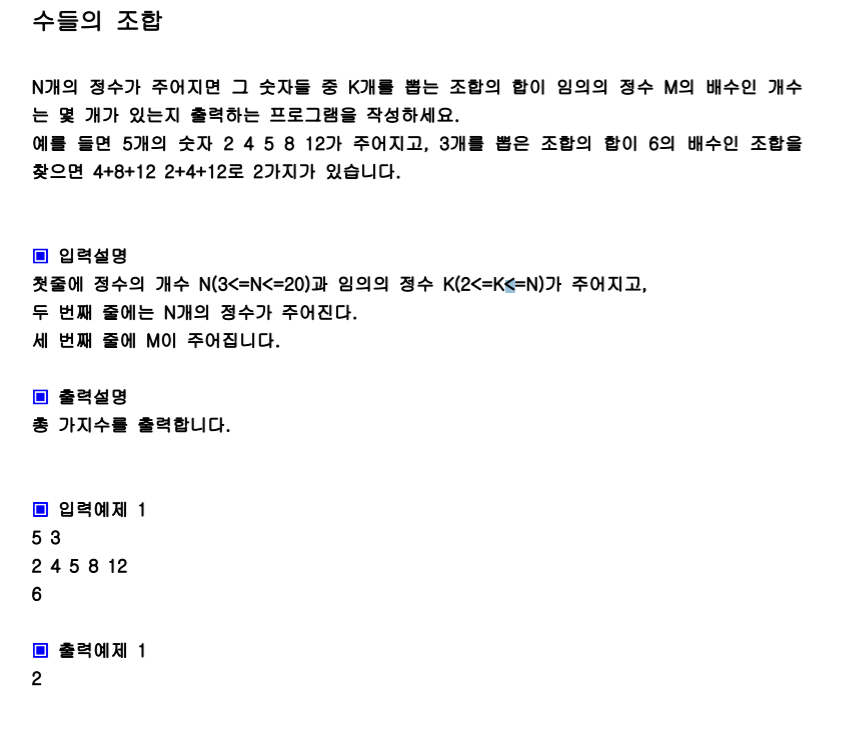 수들의 조합
N개의 정수가 주어지면 그 숫자들 중 K개를 뽑는 조합의 합이 임의의 정수 M의 배수인 개수
는 몇 개가 있는지 출력하는 프로그램을 작성하세요.
예를 들면 5개의 숫자 2 4 5 8 12가 주어지고, 3개를 뽑은 조합의 합이 6의 배수인 조합을
찾으면 4+8+12 2+4+12로 2가지가 있습니다.
▣ 입력설명
첫줄에 정수의 개수 N(3<=N<=20)과 임의의 정수 K(2<=K<=N)가 주어지고,
두 번째 줄에는 N개의 정수가 주어진다.
세 번째 줄에 M이 주어집니다.
▣ 출력설명
총 가지수를 출력합니다.
▣ 입력예제 1
5 3
2 4 5 8 12
6
▣ 출력예제 1
2